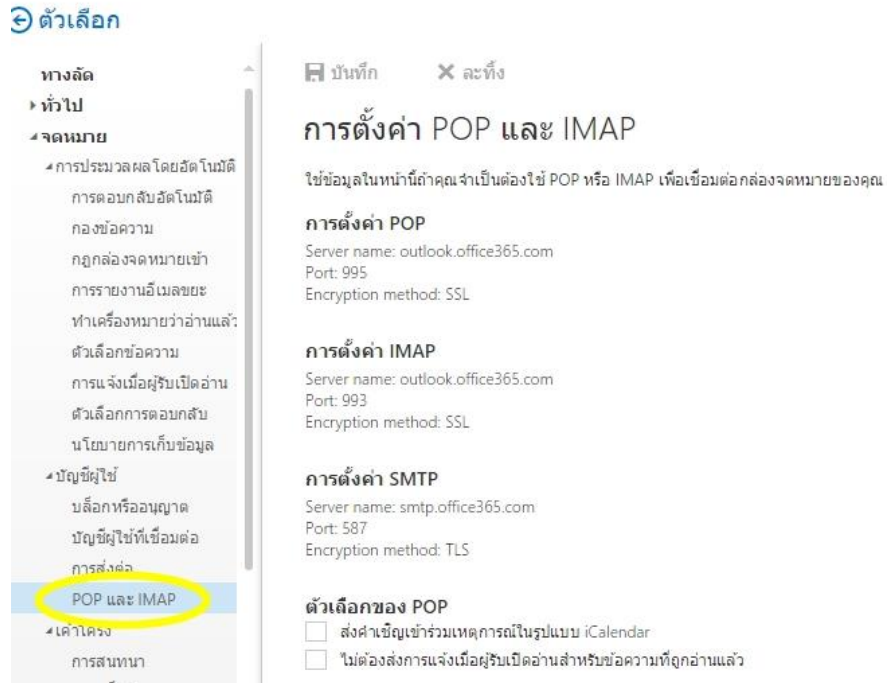 ตัวเลือก
ทางลัด
ทั่วไป
จดหมาย
การประมวลผลโดยอัตโนมัติ
การตอบกลับอัตโนมัติ
กองข้อความ
กฎกล่องจดหมายเข้า
การรายงานอีเมลขยะ
ทำเครื่องหมายว่าอ่านแล้ว
ตัวเลือกข้อความ
การแจ้งเมื่อผู้รับเปิดอ่าน
ตัวเลือกการตอบกลับ
นโยบายการเก็บข้อมูล
บัญชีผู้ใช้
บล็อกหรืออนุญาต
บัญชีผู้ใช้ที่เชื่อมต่อ
การส่งต่อ
POP และ IMAP
เค้าโครง
การสนทนา
บันทึก ละทิ้ง
การตั้งค่า POP และ IMAP
ใช้ข้อมูลในหน้านี้ถ้าคุณจำเป็นต้องใช้ POP หรือ IMAP เพื่อเชื่อมต่อกล่องจดหมายของคุณ
การตั้งค่า POP
Server name: outlook.office365.com
Port: 995
Encryption method: SSL
การตั้งค่า IMAP
Server name: outlook.office365.com
Port: 993
Encryption method: SSL
การตั้งค่า SMTP
Server name: smtp.office365.com
Port: 587
Encryption method: TLS
ตัวเลือกของ POP
ส่งคำเชิญเข้าร่วมเหตุการณ์ในรูปแบบ iCalendar
ไม่ต้องส่งการแจ้งเมื่อผู้รับเปิดอ่านสำหรับข้อความที่ถูกอ่านแล้ว